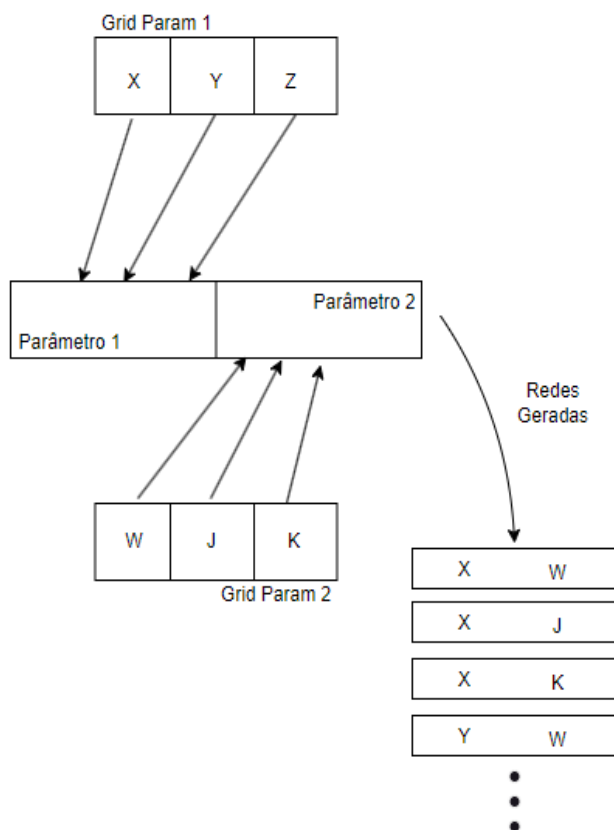 Grid Param 1
X Y Z
Parâmetro 2
Parâmetro 1
Redes
Geradas
W J K
Grid Param 2
X W
X J
X K
Y W